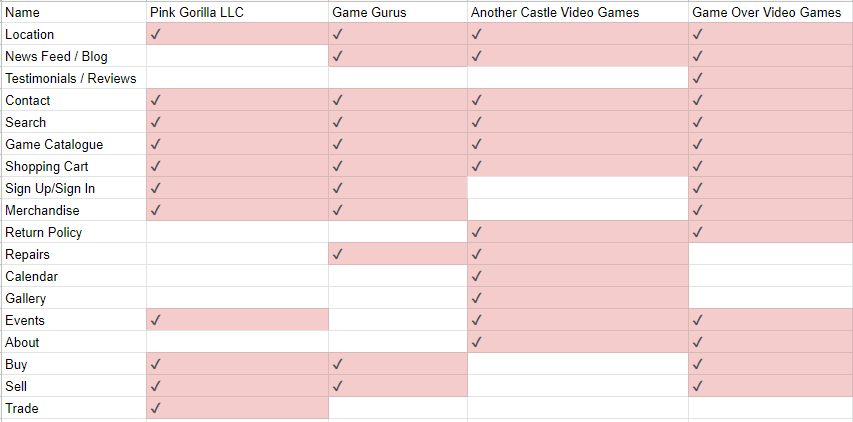 Name Pink Gorilla LLC Game Gurus Another Castle Video Games Game Over Video Games
Location ✓ ✓ ✓ ✓
News Feed / Blog ✓ ✓ ✓
Testimonials / Reviews ✓
Contact ✓ ✓ ✓ ✓
Search ✓ ✓ ✓ ✓
Game Catalogue ✓ ✓ ✓ ✓
Shopping Cart ✓ ✓ ✓ ✓
Sign Up/Sign In ✓ ✓ ✓
Merchandise ✓ ✓ ✓
Return Policy ✓ ✓
Repairs ✓ ✓
Calendar ✓
Gallery ✓
Events ✓ ✓ ✓
About ✓ ✓
Buy ✓ ✓ ✓
Sell ✓ ✓ ✓
Trade ✓